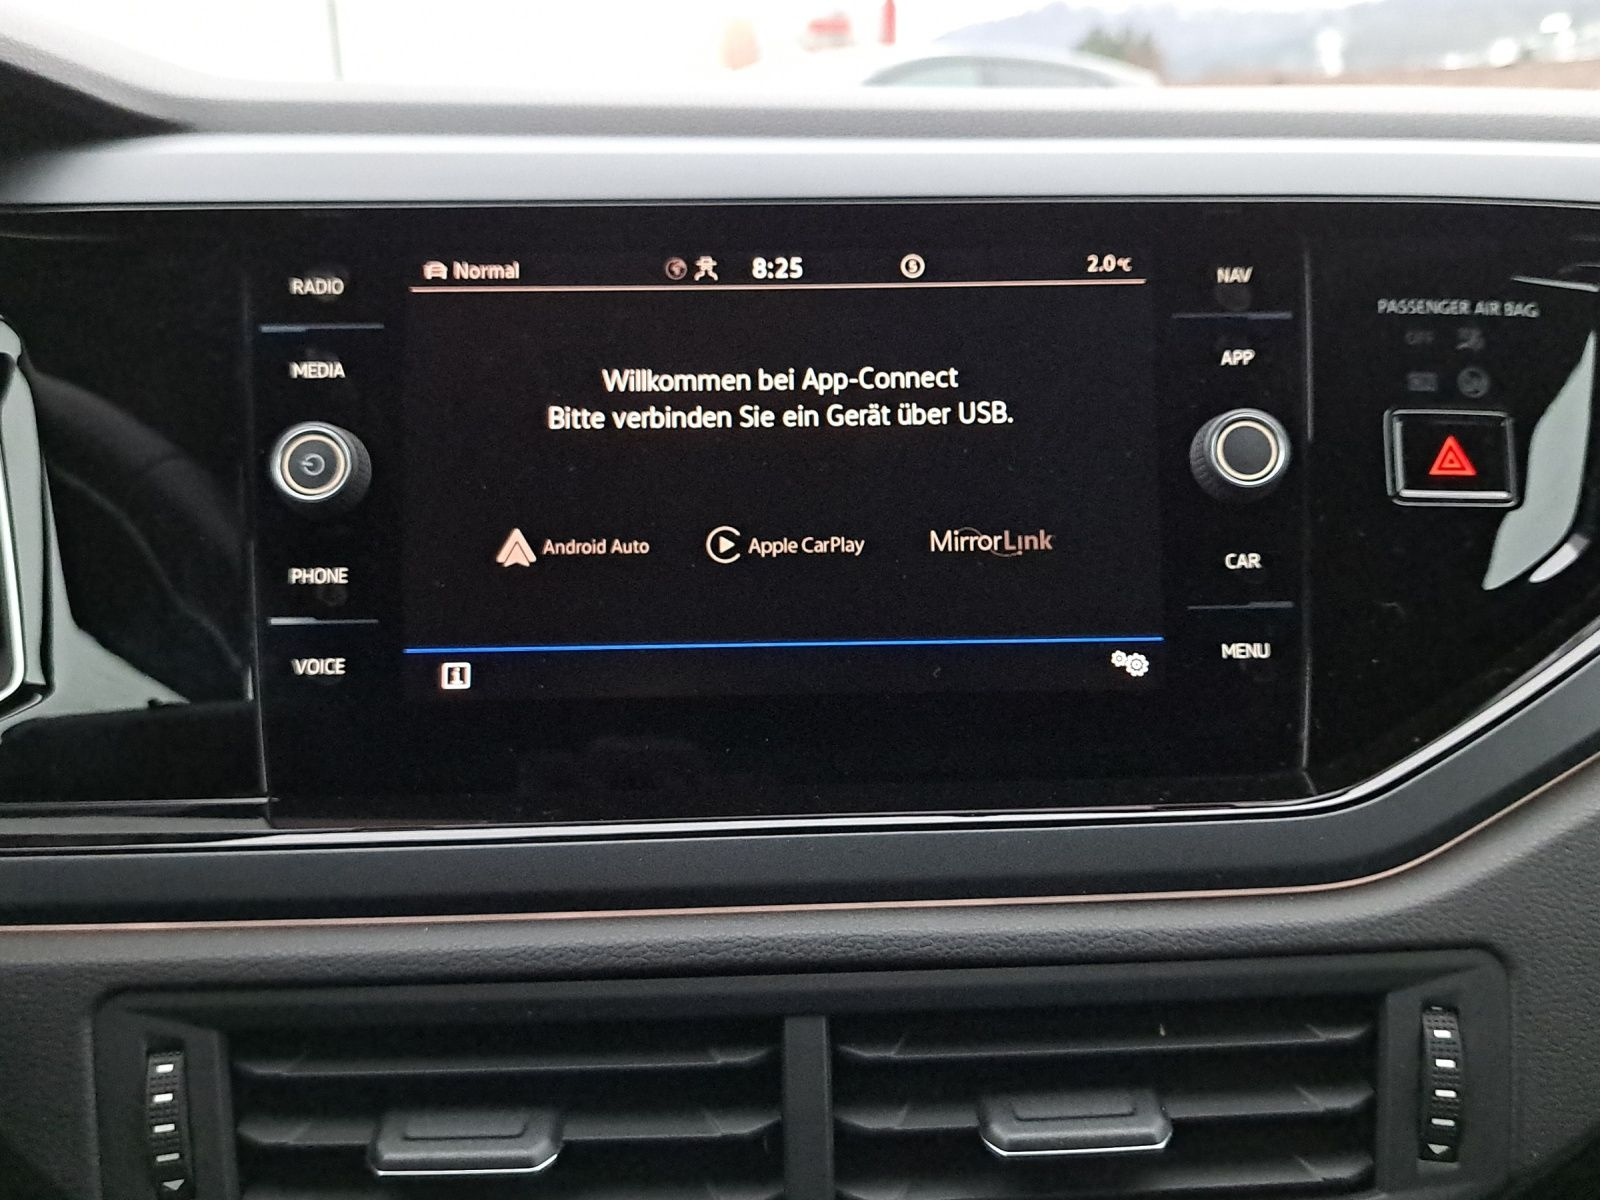 Normal
8:25
S
2.0°C
RADIO
MEDIA
PHONE
VOICE
Willkommen bei App-Connect
Bitte verbinden Sie ein Gerät über USB.
Android Auto
Apple CarPlay
MirrorLink
i
NAV
APP
CAR
MENU
PASSENGER AIR BAG
OFF